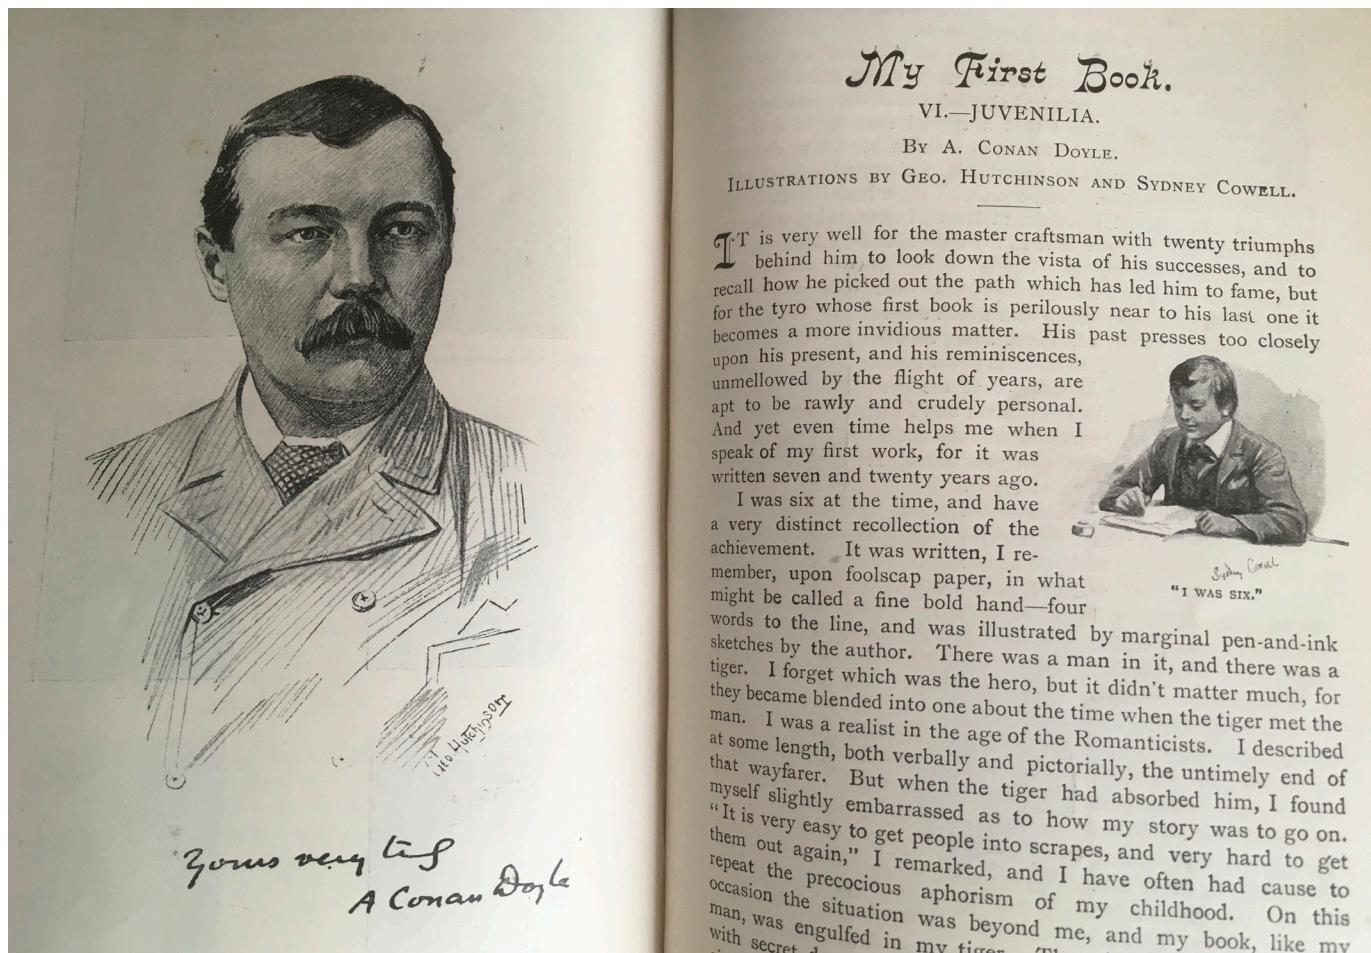 Geo Hutchinson
Yours very truly
A Conan Doyle
My First Book.
VI.—JUVENILIA.
By A. Conan Doyle.
Illustrations by Geo. Hutchinson and Sydney Cowell.
IT is very well for the master craftsman with twenty triumphs
behind him to look down the vista of his successes, and to
recall how he picked out the path which has led him to fame, but
for the tyro whose first book is perilously near to his last one it
becomes a more invidious matter. His past presses too closely
upon his present, and his reminiscences,
unmellowed by the flight of years, are
apt to be rawly and crudely personal.
And yet even time helps me when I
speak of my first work, for it was
written seven and twenty years ago.
I was six at the time, and have
a very distinct recollection of the
achievement. It was written, I re-
member, upon foolscap paper, in what
might be called a fine bold hand—four
Sydney Cowell
"I WAS SIX."
words to the line, and was illustrated by marginal pen-and-ink
sketches by the author. There was a man in it, and there was a
tiger. I forget which was the hero, but it didn't matter much, for
they became blended into one about the time when the tiger met the
man. I was a realist in the age of the Romanticists. I described
at some length, both verbally and pictorially, the untimely end of
that wayfarer. But when the tiger had absorbed him, I found
myself slightly embarrassed as to how my story was to go on.
"It is very easy to get people into scrapes, and very hard to get
them out again," I remarked, and I have often had cause to
repeat the precocious aphorism of my childhood. On this
occasion the situation was beyond me, and my book, like my
man, was engulfed in my tiger.
with secret